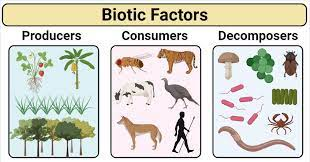 Biotic Factors
Producers
Consumers
Decomposers